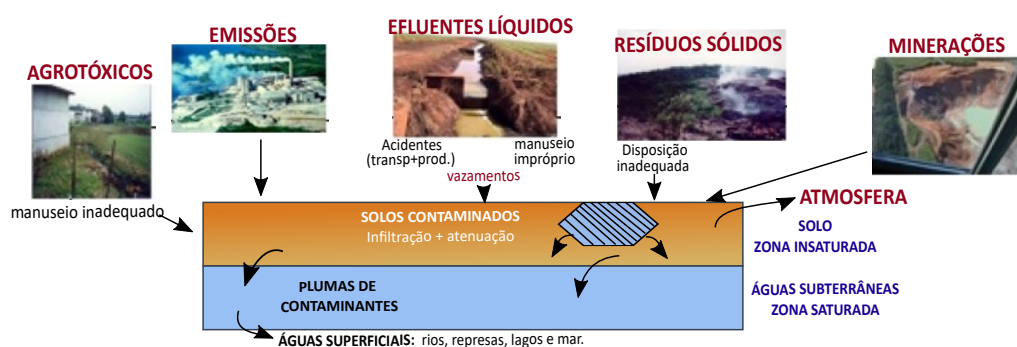 EMISSÕES
EFLUENTES LÍQUIDOS
RESÍDUOS SÓLIDOS
MINERAÇÕES
AGROTÓXICOS
Acidentes
(transp+prod.)
manuseio
impróprio
vazamentos
Disposição
inadequada
manuseio inadequado
ATMOSFERA
SOLOS CONTAMINADOS
Infiltração + atenuação
SOLO
ZONA INSATURADA
PLUMAS DE
CONTAMINANTES
ÁGUAS SUBTERRÂNEAS
ZONA SATURADA
ÁGUAS SUPERFICIAIS: rios, represas, lagos e mar.